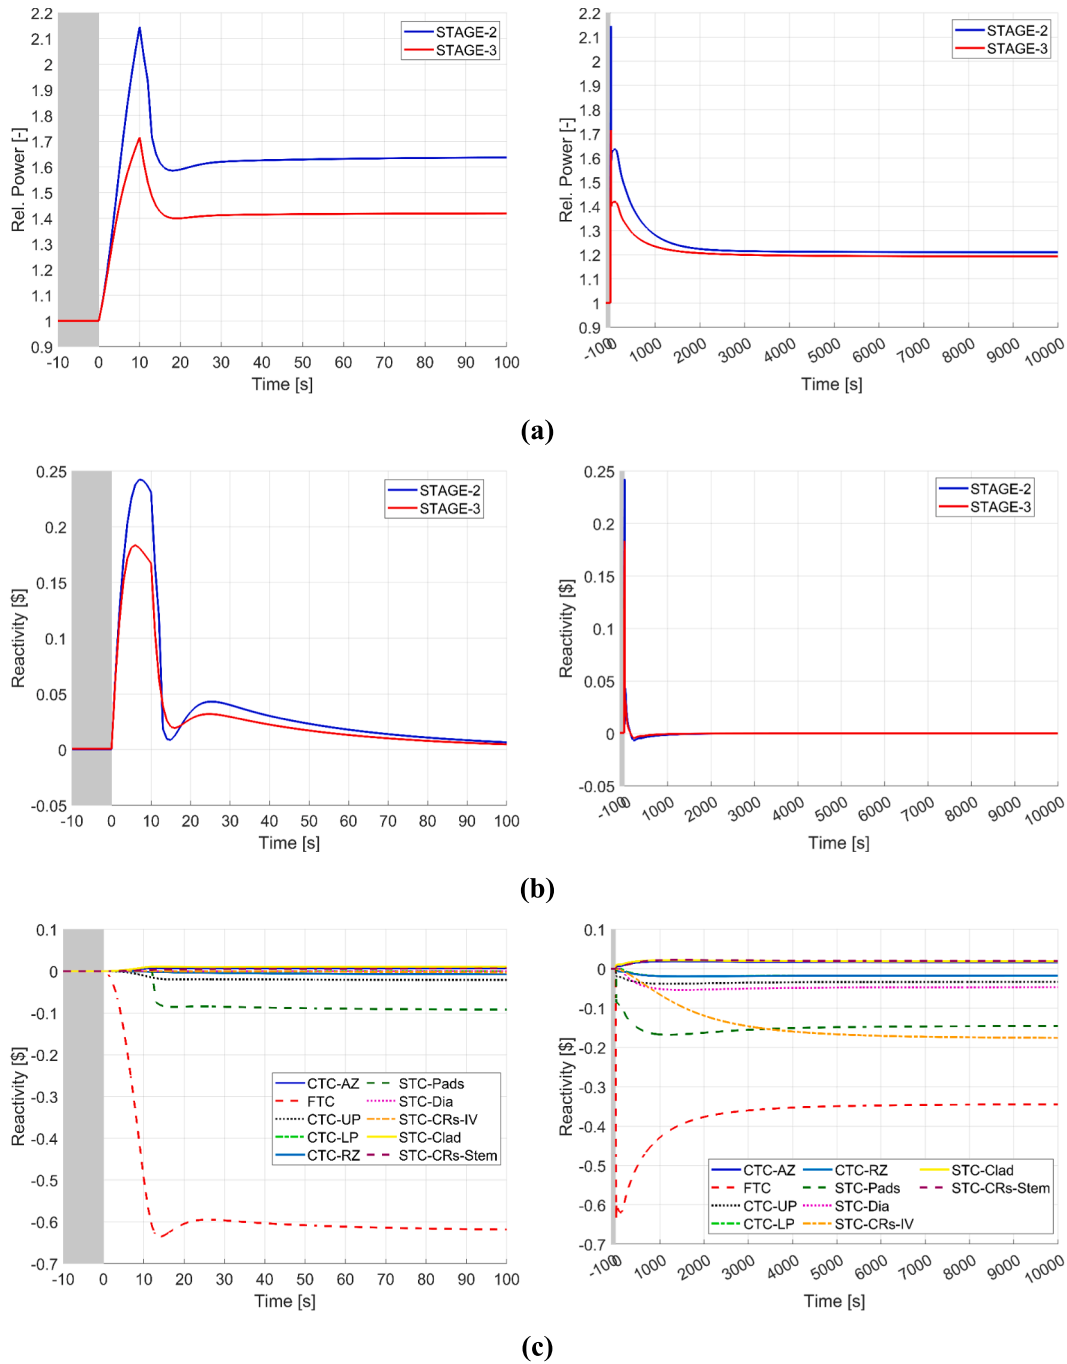 2.2
2.1
2
1.9
1.8
1.7
1.6
1.5
1.4
1.3
1.2
1.1
1
0.9
Rel. Power [-]
-10 0 10 20 30 40 50 60 70 80 90 100
Time [s]
STAGE-2
STAGE-3
2.2
2.1
2
1.9
1.8
1.7
1.6
1.5
1.4
1.3
1.2
1.1
1
0.9
Rel. Power [-]
-100 0 1000 2000 3000 4000 5000 6000 7000 8000 9000 10000
Time [s]
STAGE-2
STAGE-3
(a)
0.25
0.2
0.15
0.1
0.05
0
-0.05
Reactivity [$]
-10 0 10 20 30 40 50 60 70 80 90 100
Time [s]
STAGE-2
STAGE-3
0.25
0.2
0.15
0.1
0.05
0
-0.05
Reactivity [$]
-100 0 1000 2000 3000 4000 5000 6000 7000 8000 9000 10000
Time [s]
STAGE-2
STAGE-3
(b)
0.1
0
-0.1
-0.2
-0.3
-0.4
-0.5
-0.6
-0.7
Reactivity [$]
-10 0 10 20 30 40 50 60 70 80 90 100
Time [s]
CTC-AZ STC-Pads
FTC STC-Dia
CTC-UP STC-CRs-IV
CTC-LP STC-Clad
CTC-RZ STC-CRs-Stem
0.1
0
-0.1
-0.2
-0.3
-0.4
-0.5
-0.6
-0.7
Reactivity [$]
-100 0 1000 2000 3000 4000 5000 6000 7000 8000 9000 10000
Time [s]
CTC-AZ CTC-RZ STC-Clad
FTC STC-Pads STC-CRs-Stem
CTC-UP STC-Dia
CTC-LP STC-CRs-IV
(c)